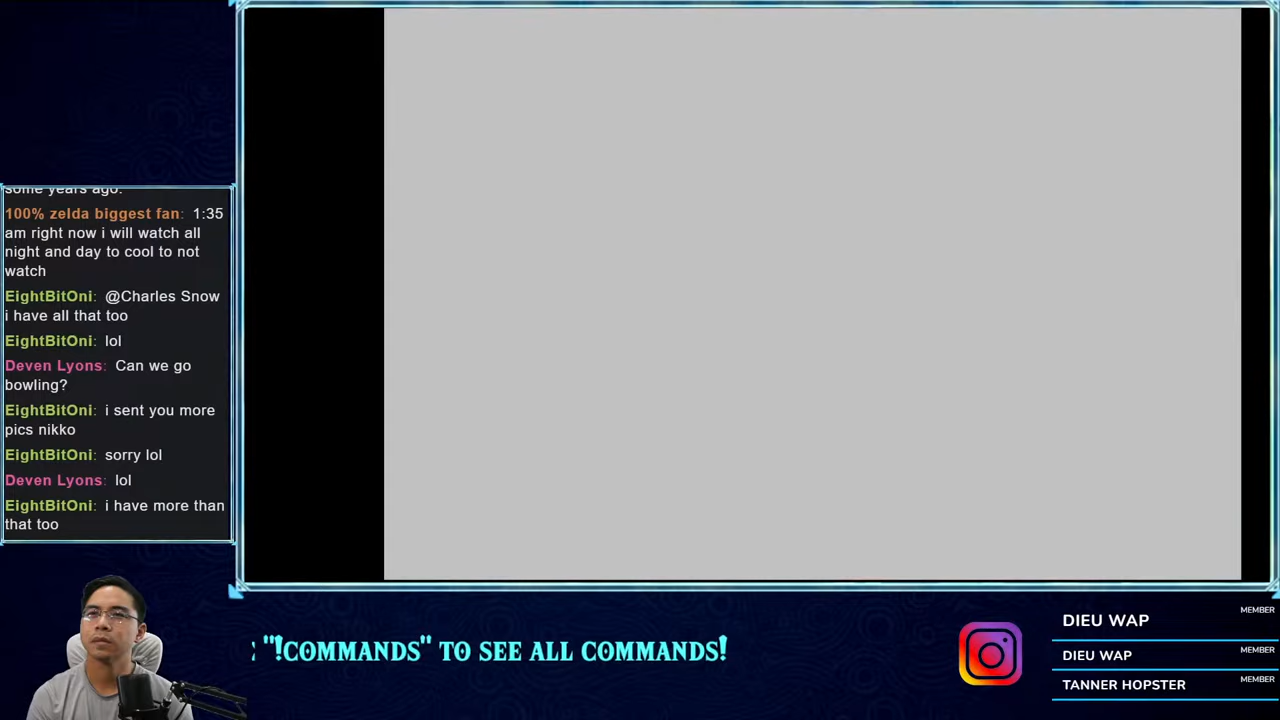 some years ago.
100% zelda biggest fan: 1:35
am right now i will watch all
night and day to cool to not
watch
EightBitOni: @Charles Snow
i have all that too
EightBitOni: lol
Deven Lyons: Can we go
bowling?
EightBitOni: i sent you more
pics nikko
EightBitOni: sorry lol
Deven Lyons: lol
EightBitOni: i have more than
that too
"!COMMANDS" TO SEE ALL COMMANDS!
DIEU WAP MEMBER
DIEU WAP MEMBER
TANNER HOPSTER MEMBER